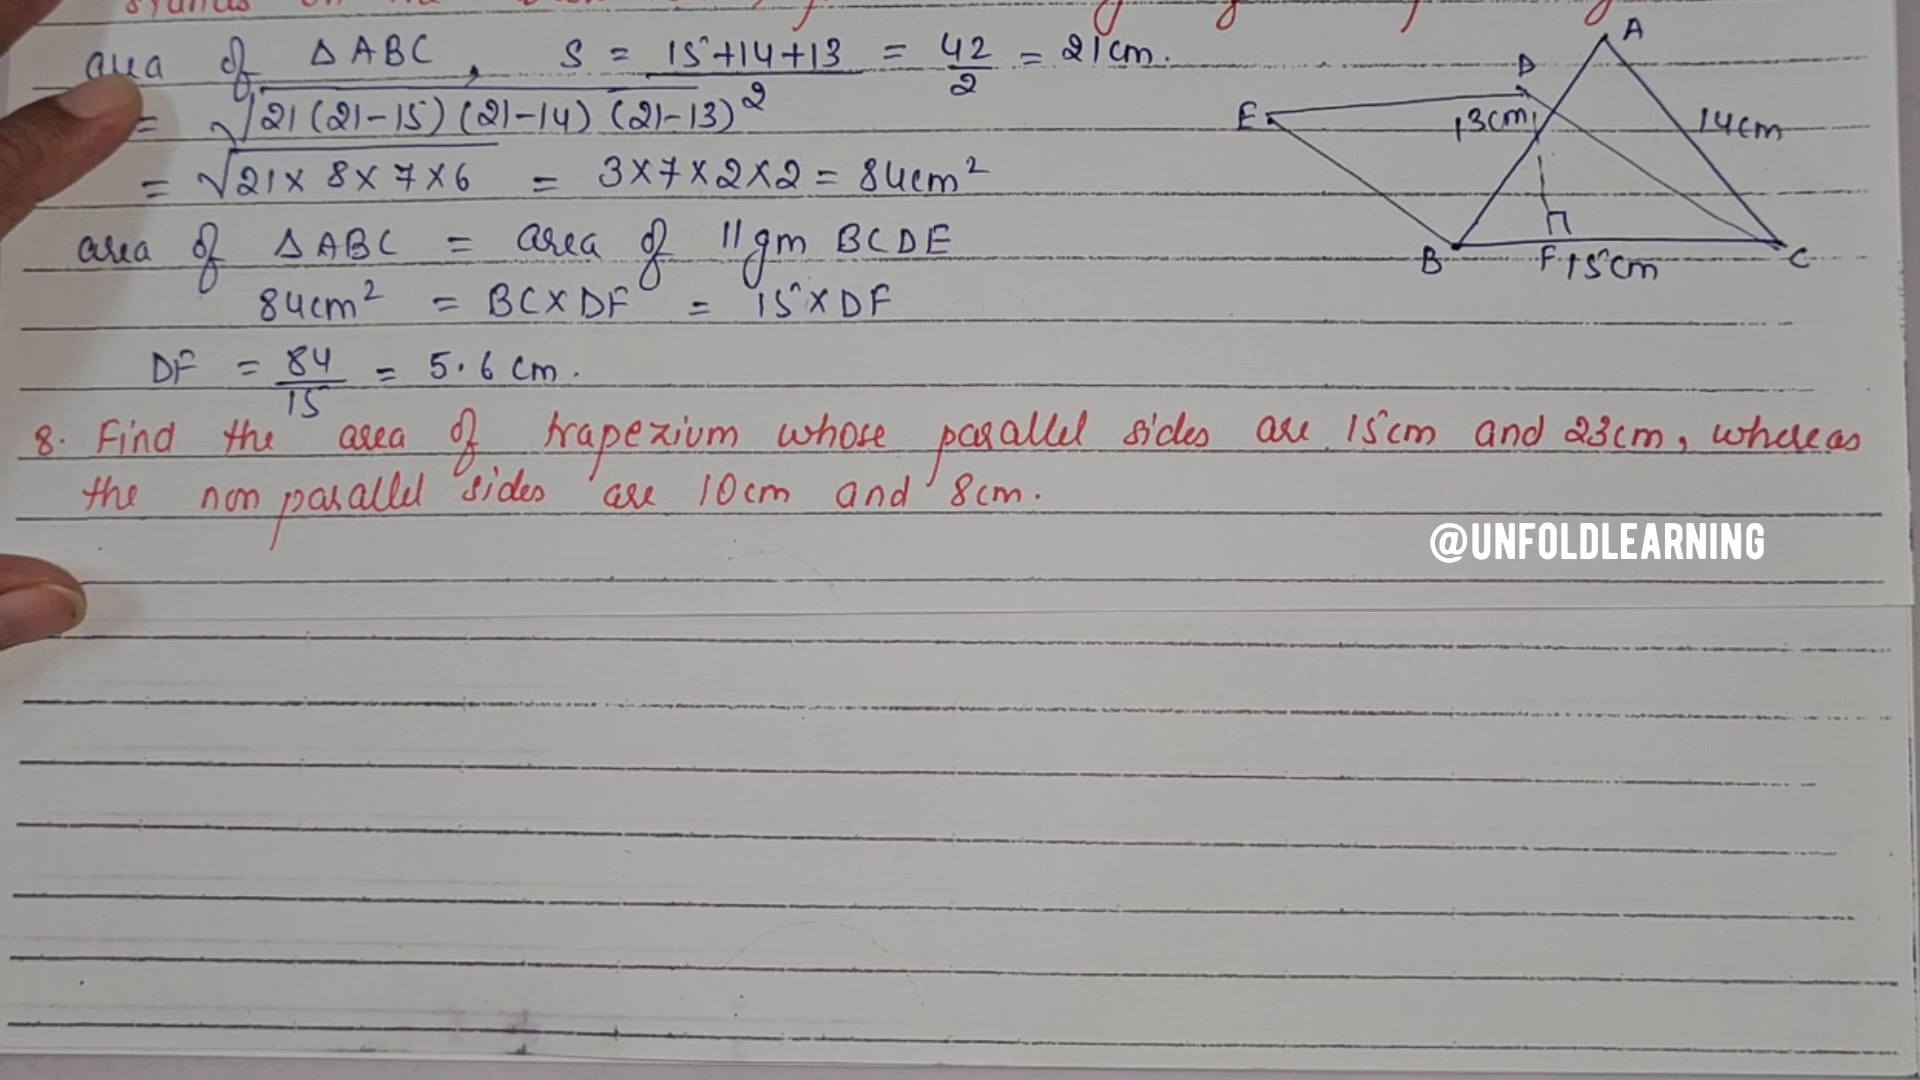 area of △ABC, S = 15+14+13 / 2 = 42/2 = 21cm.
= √21(21-15)(21-14)(21-13)
= √21×8×7×6 = 3×7×2×2 = 84cm²
area of △ABC = area of ||gm BCDE
84cm² = BC×DF = 15×DF
DF = 84/15 = 5.6cm.
A
D
E
13cm
14cm
B
F
15cm
C
8. Find the area of trapezium whose parallel sides are 15cm and 23cm, whereas
the non parallel sides are 10cm and 8cm.
@UNFOLDLEARNING